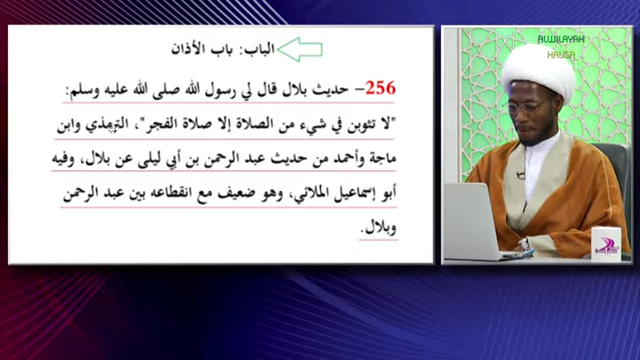 الباب: باب الأذان
256- حديث بلال قال لي رسول الله صلى الله عليه وسلم:
"لا تثوبن في شيء من الصلاة إلا صلاة الفجر"، الترمذي وابن
ماجة وأحمد من حديث عبد الرحمن بن أبي ليلى عن بلال، وفيه
أبو إسماعيل الملائي، وهو ضعيف مع انقطاعه بين عبد الرحمن
وبلال.
ALWILAYAH
HAUSA